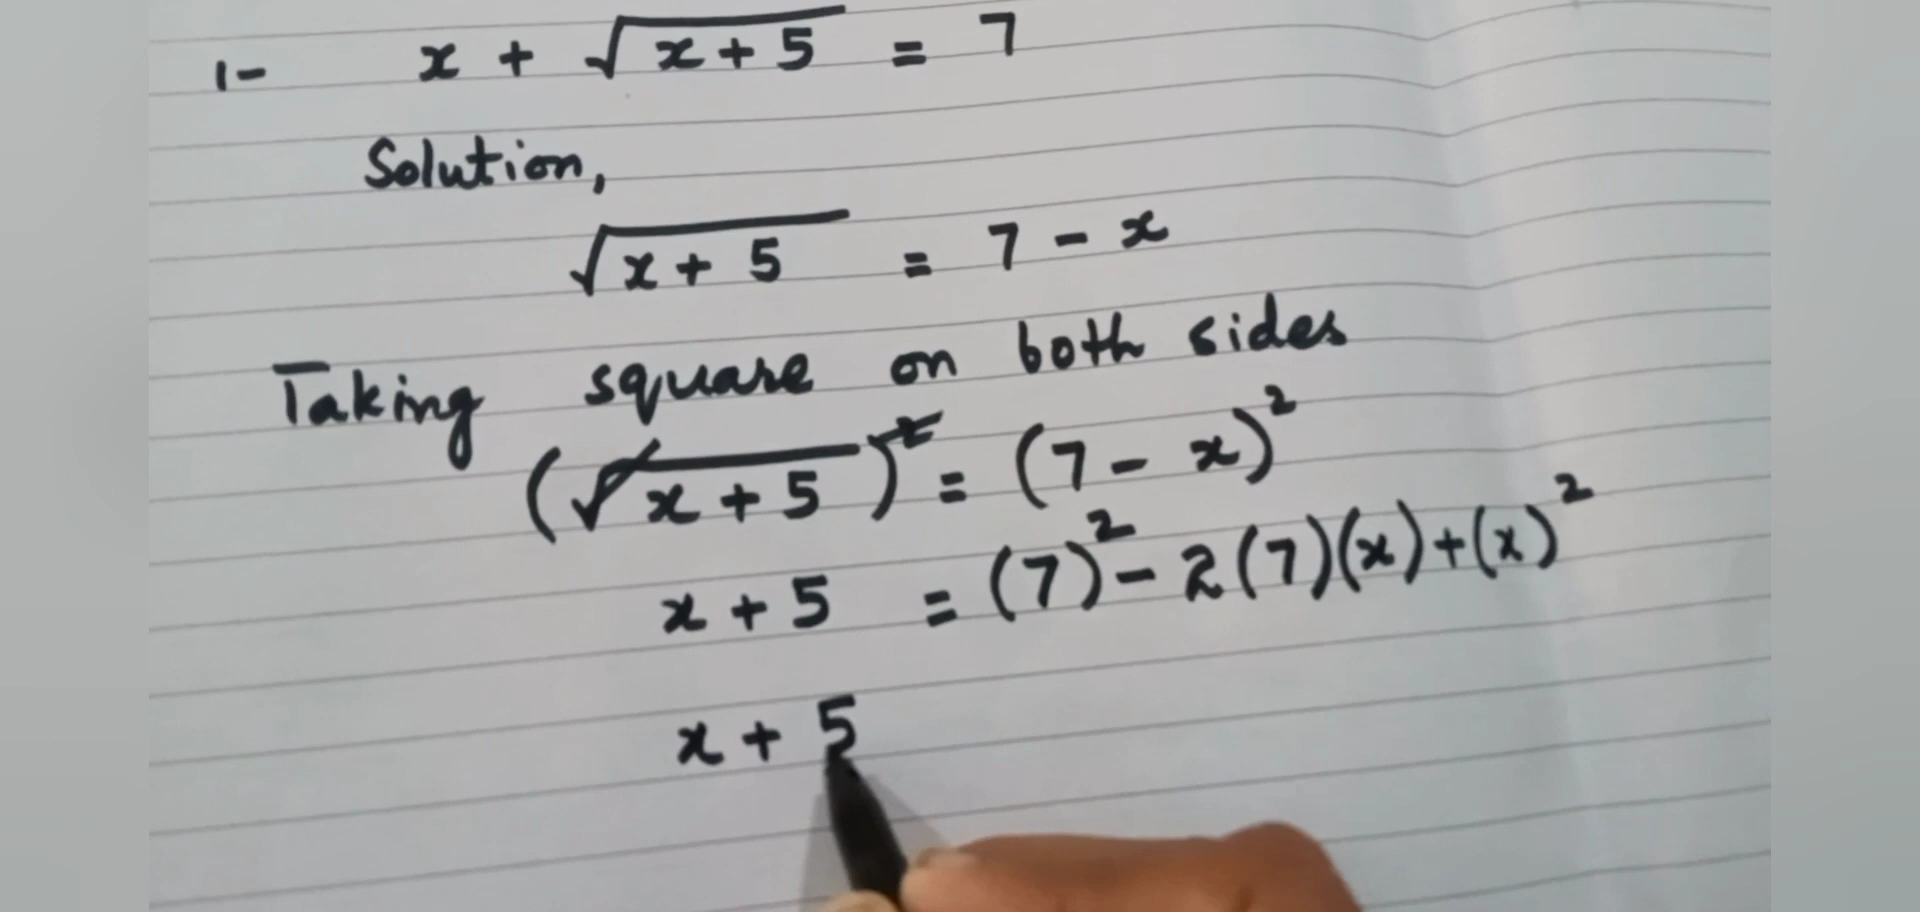 1- x + √(x + 5) = 7
Solution,
√(x + 5) = 7 - x
Taking square on both sides
(√(x + 5))² = (7 - x)²
x + 5 = (7)² - 2(7)(x)+(x)²
x + 5